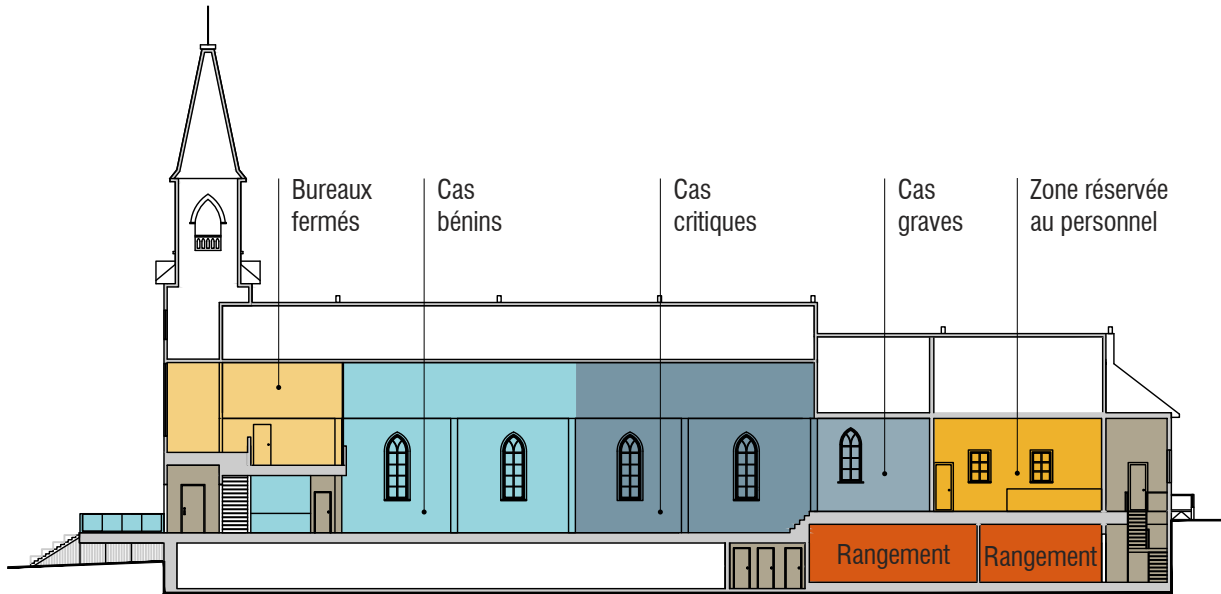 Bureaux
fermés
Cas
bénins
Cas
critiques
Cas
graves
Zone réservée
au personnel
Rangement
Rangement